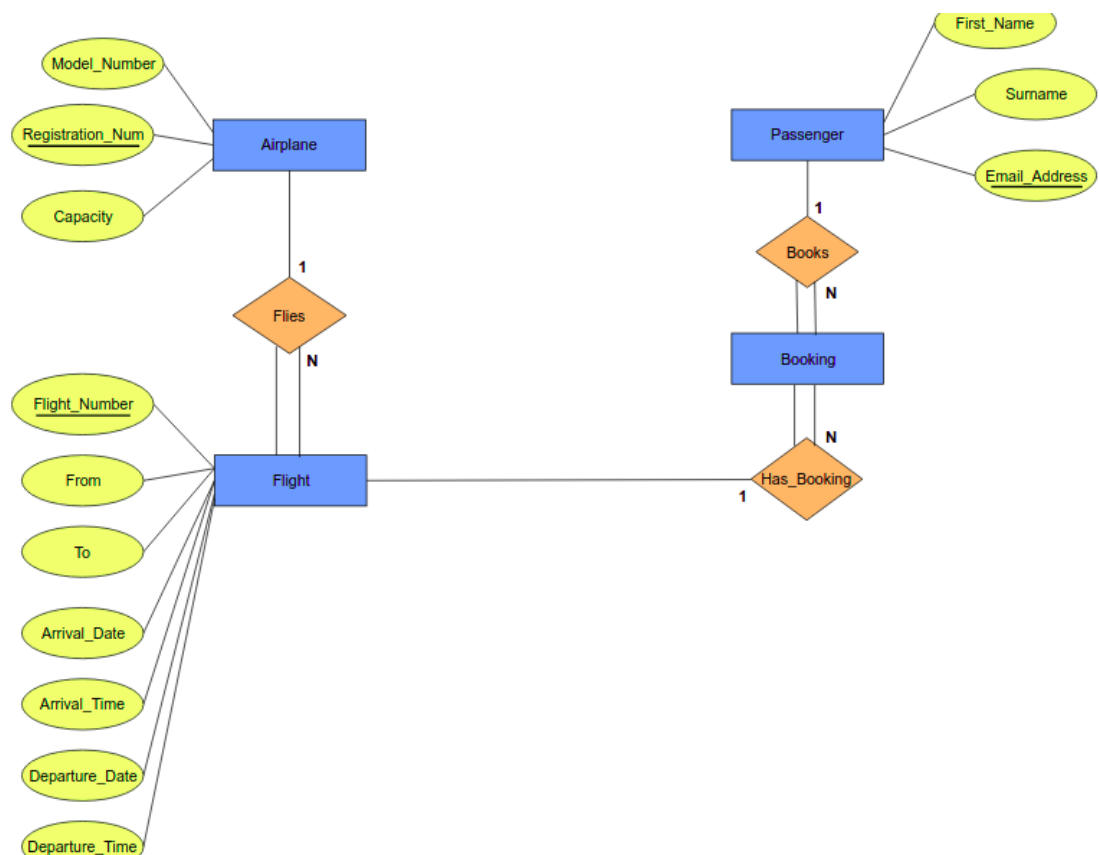 First_Name
Model_Number
Surname
Registration_Num
Airplane
Passenger
Email_Address
Capacity
1
Books
1
N
Flies
N
Booking
Flight_Number
N
From
Flight
Has_Booking
1
To
Arrival_Date
Arrival_Time
Departure_Date
Departure_Time